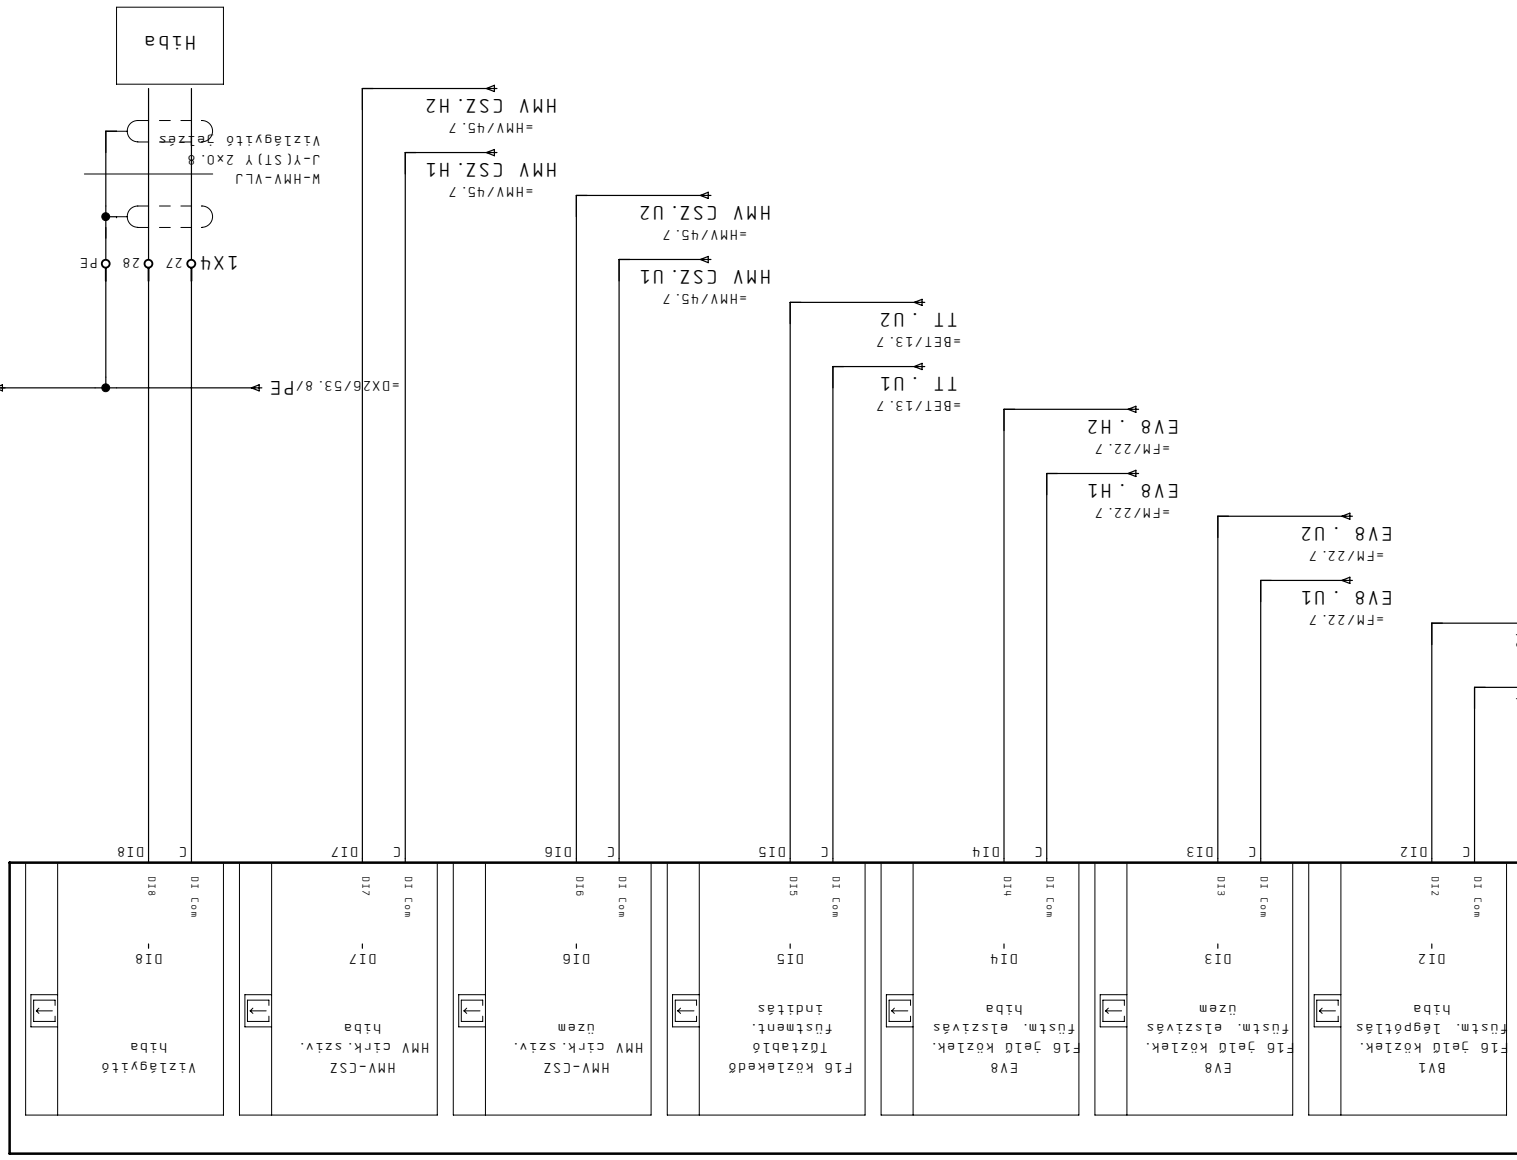 BV1
F16 jelű közlek.
füstm. légpótlás
hiba
DI2
DI Com
DI2
C
DI2
EV8
F16 jelű közlek.
füstm. elszivás
üzem
DI3
DI Com
DI3
C
DI3
EV8
F16 jelű közlek.
füstm. elszivás
hiba
DI4
DI Com
DI4
C
DI4
F16 közlekedő
Tűztabló
füstment.
inditás
DI5
DI Com
DI5
C
DI5
HMV-CSZ
HMV cirk.sziv.
üzem
DI6
DI Com
DI6
C
DI6
HMV-CSZ
HMV cirk.sziv.
hiba
DI7
DI Com
DI7
C
DI7
Vizlágyitó
hiba
DI8
DI Com
DI8
C
DI8
=FM/22.7
EV8 .U1
=FM/22.7
EV8 .U2
=FM/22.7
EV8 .H1
=FM/22.7
EV8 .H2
=BET/13.7
TT .U1
=BET/13.7
TT .U2
=DX26/53.8/PE
=HMV/45.7
HMV CSZ.U1
=HMV/45.7
HMV CSZ.U2
=HMV/45.7
HMV CSZ.H1
=HMV/45.7
HMV CSZ.H2
1X4 27 28 PE
W-HMV-VLJ
J-Y(ST)Y 2x0.8
Vizlágyitó jelzés
Hiba